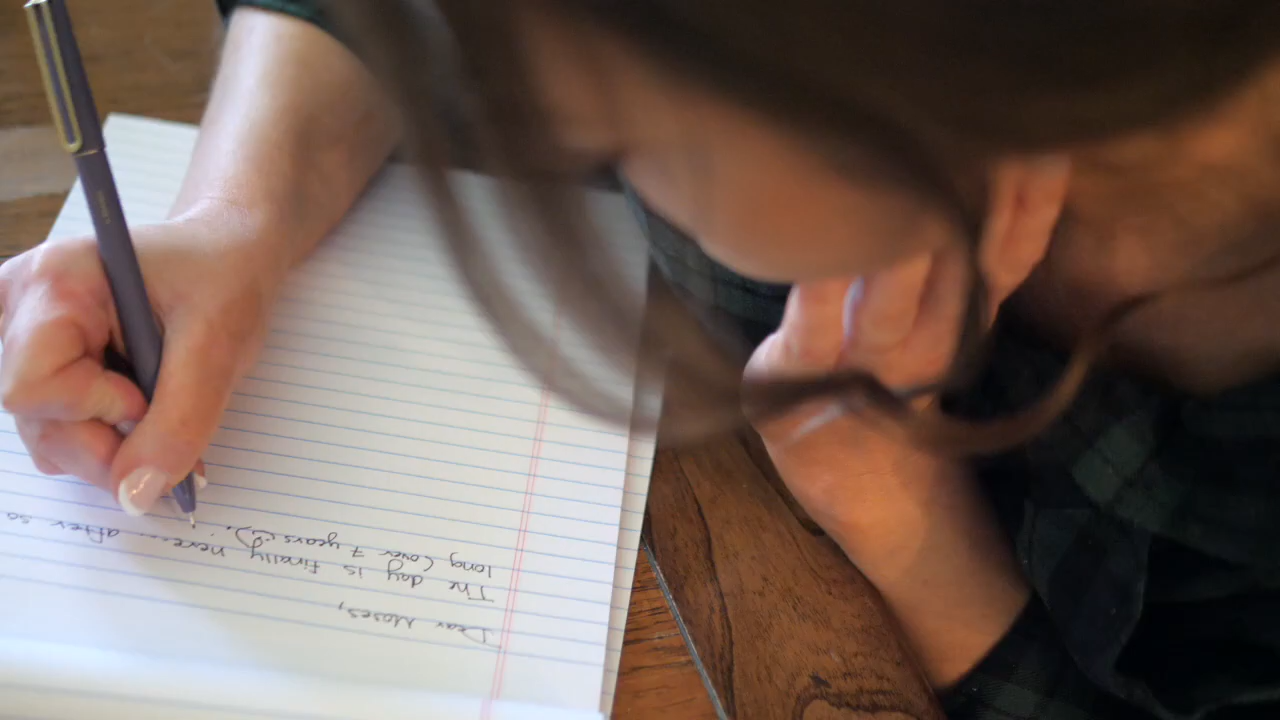 Dear Moses,
The day is finally here.... after so
long (over 7 years :)).